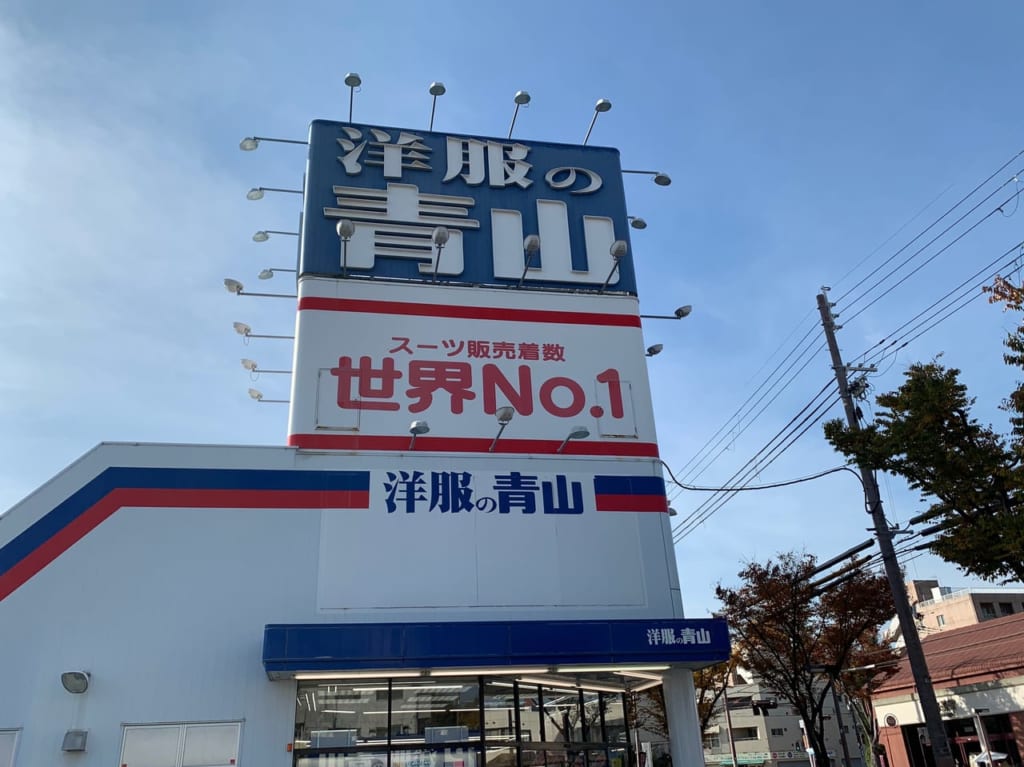 洋服の
青山
スーツ販売着数
世界No.1
洋服の青山
洋服の青山